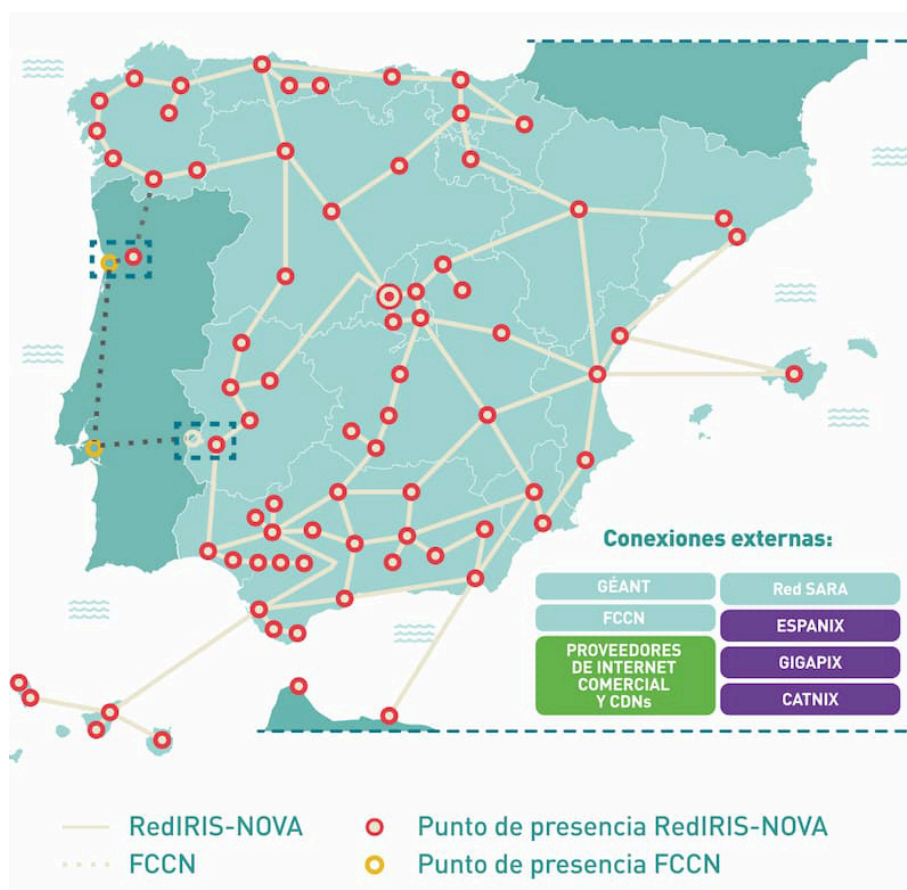 Conexiones externas:
GÉANT
Red SARA
FCCN
ESPANIX
PROVEEDORES
DE INTERNET
COMERCIAL
Y CDNs
GIGAPIX
CATNIX
RedIRIS-NOVA
Punto de presencia RedIRIS-NOVA
FCCN
Punto de presencia FCCN